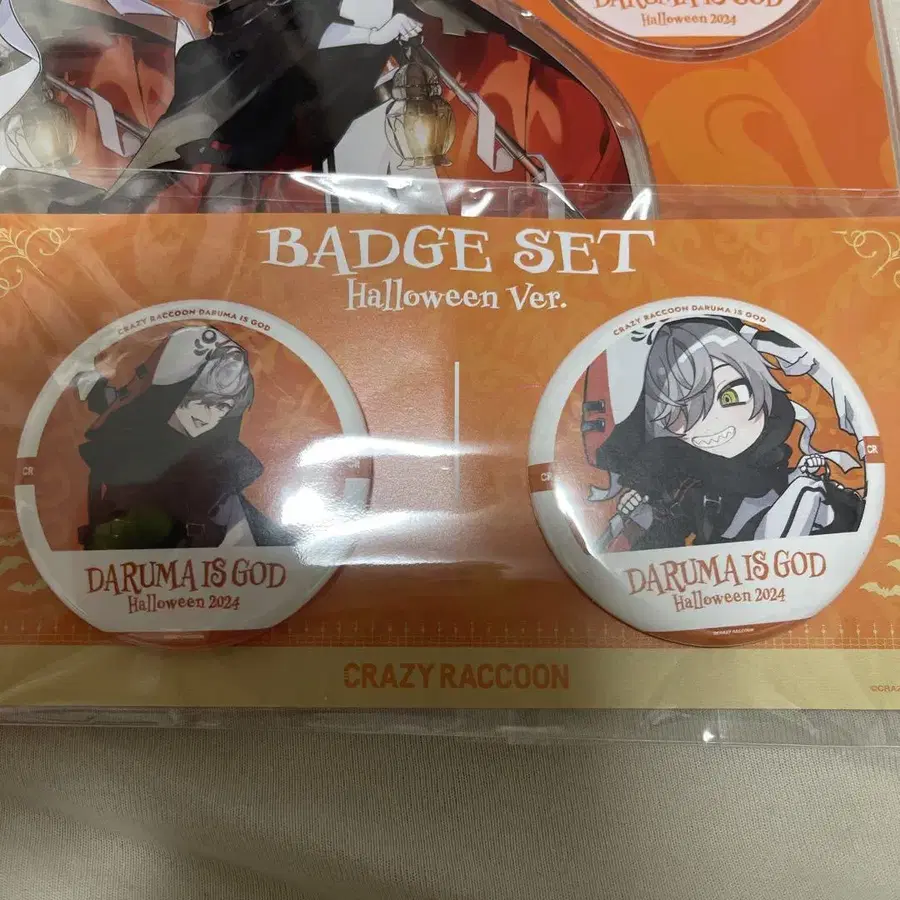 DARUMA IS GOD
Halloween 2024
BADGE SET
Halloween Ver.
CRAZY RACCOON DARUMA IS GOD
CR
CR
DARUMA IS GOD
Halloween 2024
CRAZY RACCOON DARUMA IS GOD
CR
CR
DARUMA IS GOD
Halloween 2024
CRAZY RACCOON
©CRAZ